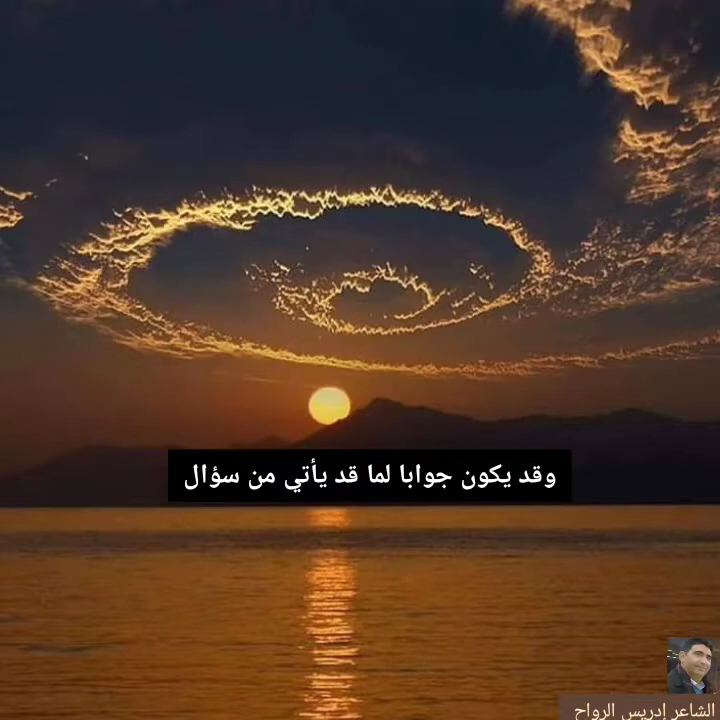 وقد يكون جوابا لما قد يأتي من سؤال
الشاعر إدريس الرواح